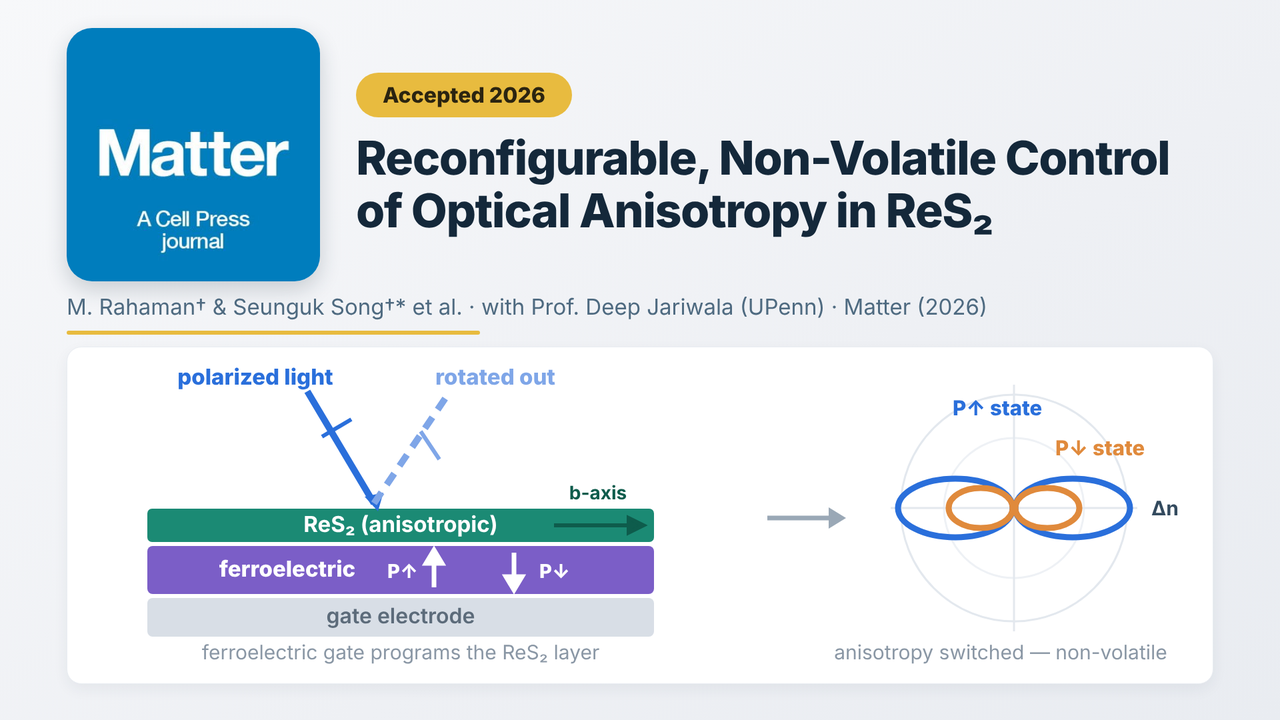 Matter
A Cell Press
journal
Accepted 2026
Reconfigurable, Non-Volatile Control
of Optical Anisotropy in ReS₂
M. Rahaman† & Seunguk Song†* et al. · with Prof. Deep Jariwala (UPenn) · Matter (2026)
polarized light
rotated out
b-axis
ReS₂ (anisotropic)
ferroelectric
P↑
P↓
gate electrode
ferroelectric gate programs the ReS₂ layer
P↑ state
P↓ state
Δn
anisotropy switched — non-volatile